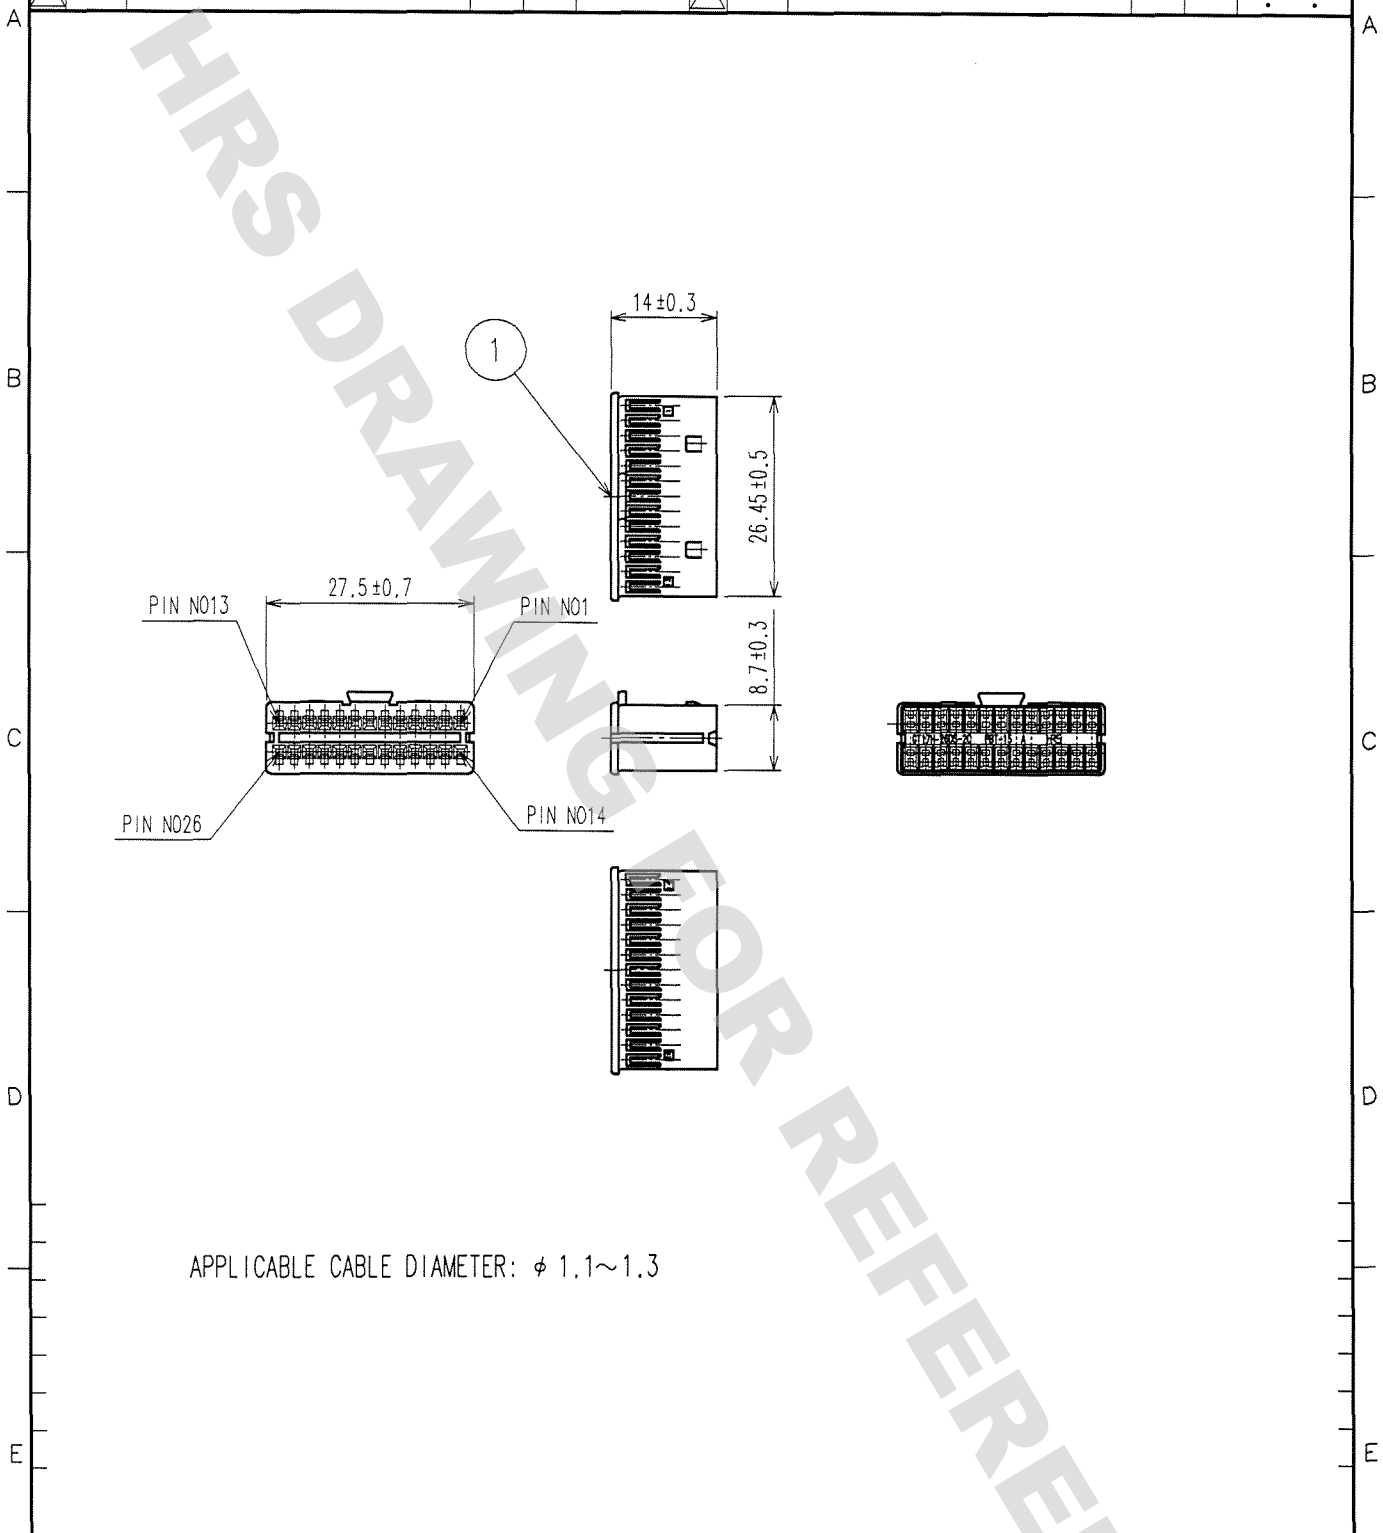 A
A
HRS DRAWING FOR REFERE
14±0.3
1
B
B
26.45±0.5
27.5±0.7
PIN NO13
PIN NO1
8.7±0.3
C
C
PIN NO26
PIN NO14
D
D
APPLICABLE CABLE DIAMETER: φ 1.1~1.3
E
E